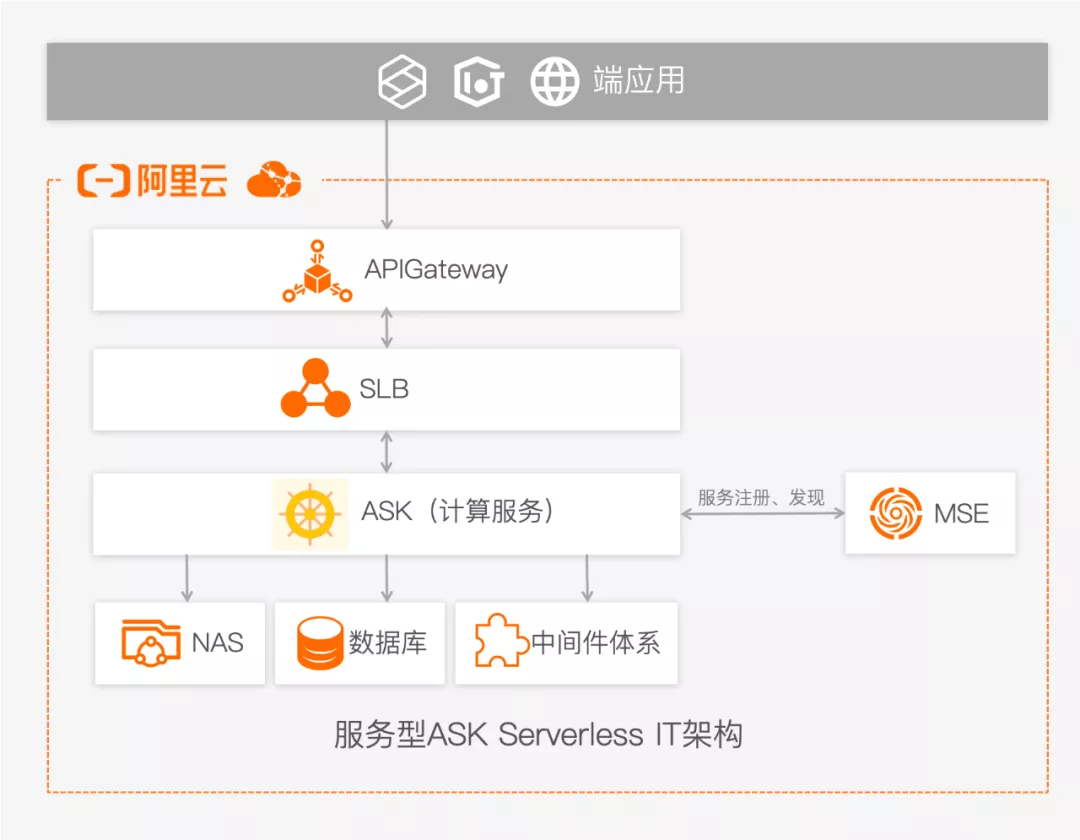 端应用
阿里云
APIGateway
SLB
ASK（计算服务）
服务注册、发现
MSE
NAS
数据库
中间件体系
服务型ASK Serverless IT架构